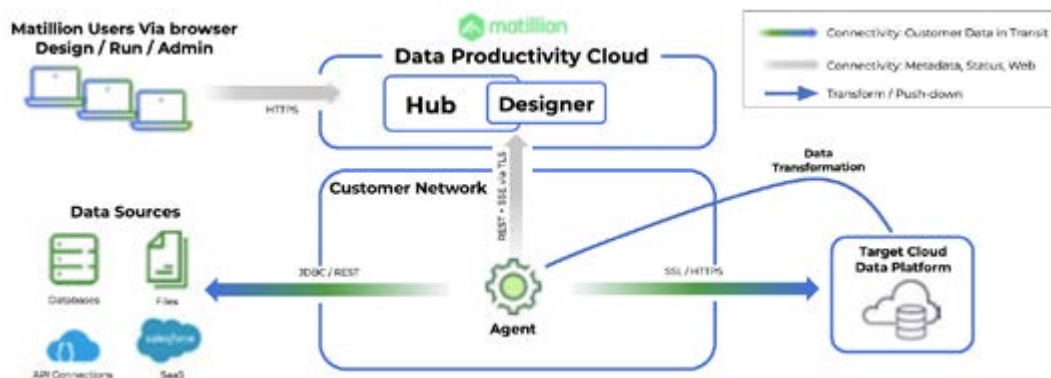 Matillion Users Via browser
Design / Run / Admin
matillion
Data Productivity Cloud
Hub
Designer
HTTPS
Connectivity: Customer Data in Transit
Connectivity: Metadata, Status, Web
Transform / Push-down
Customer Network
REST + SSE via TLS
Data
Transformation
Data Sources
Databases
Files
API Connections
salesforce
SaaS
JDBC / REST
Agent
SSL / HTTPS
Target Cloud
Data Platform